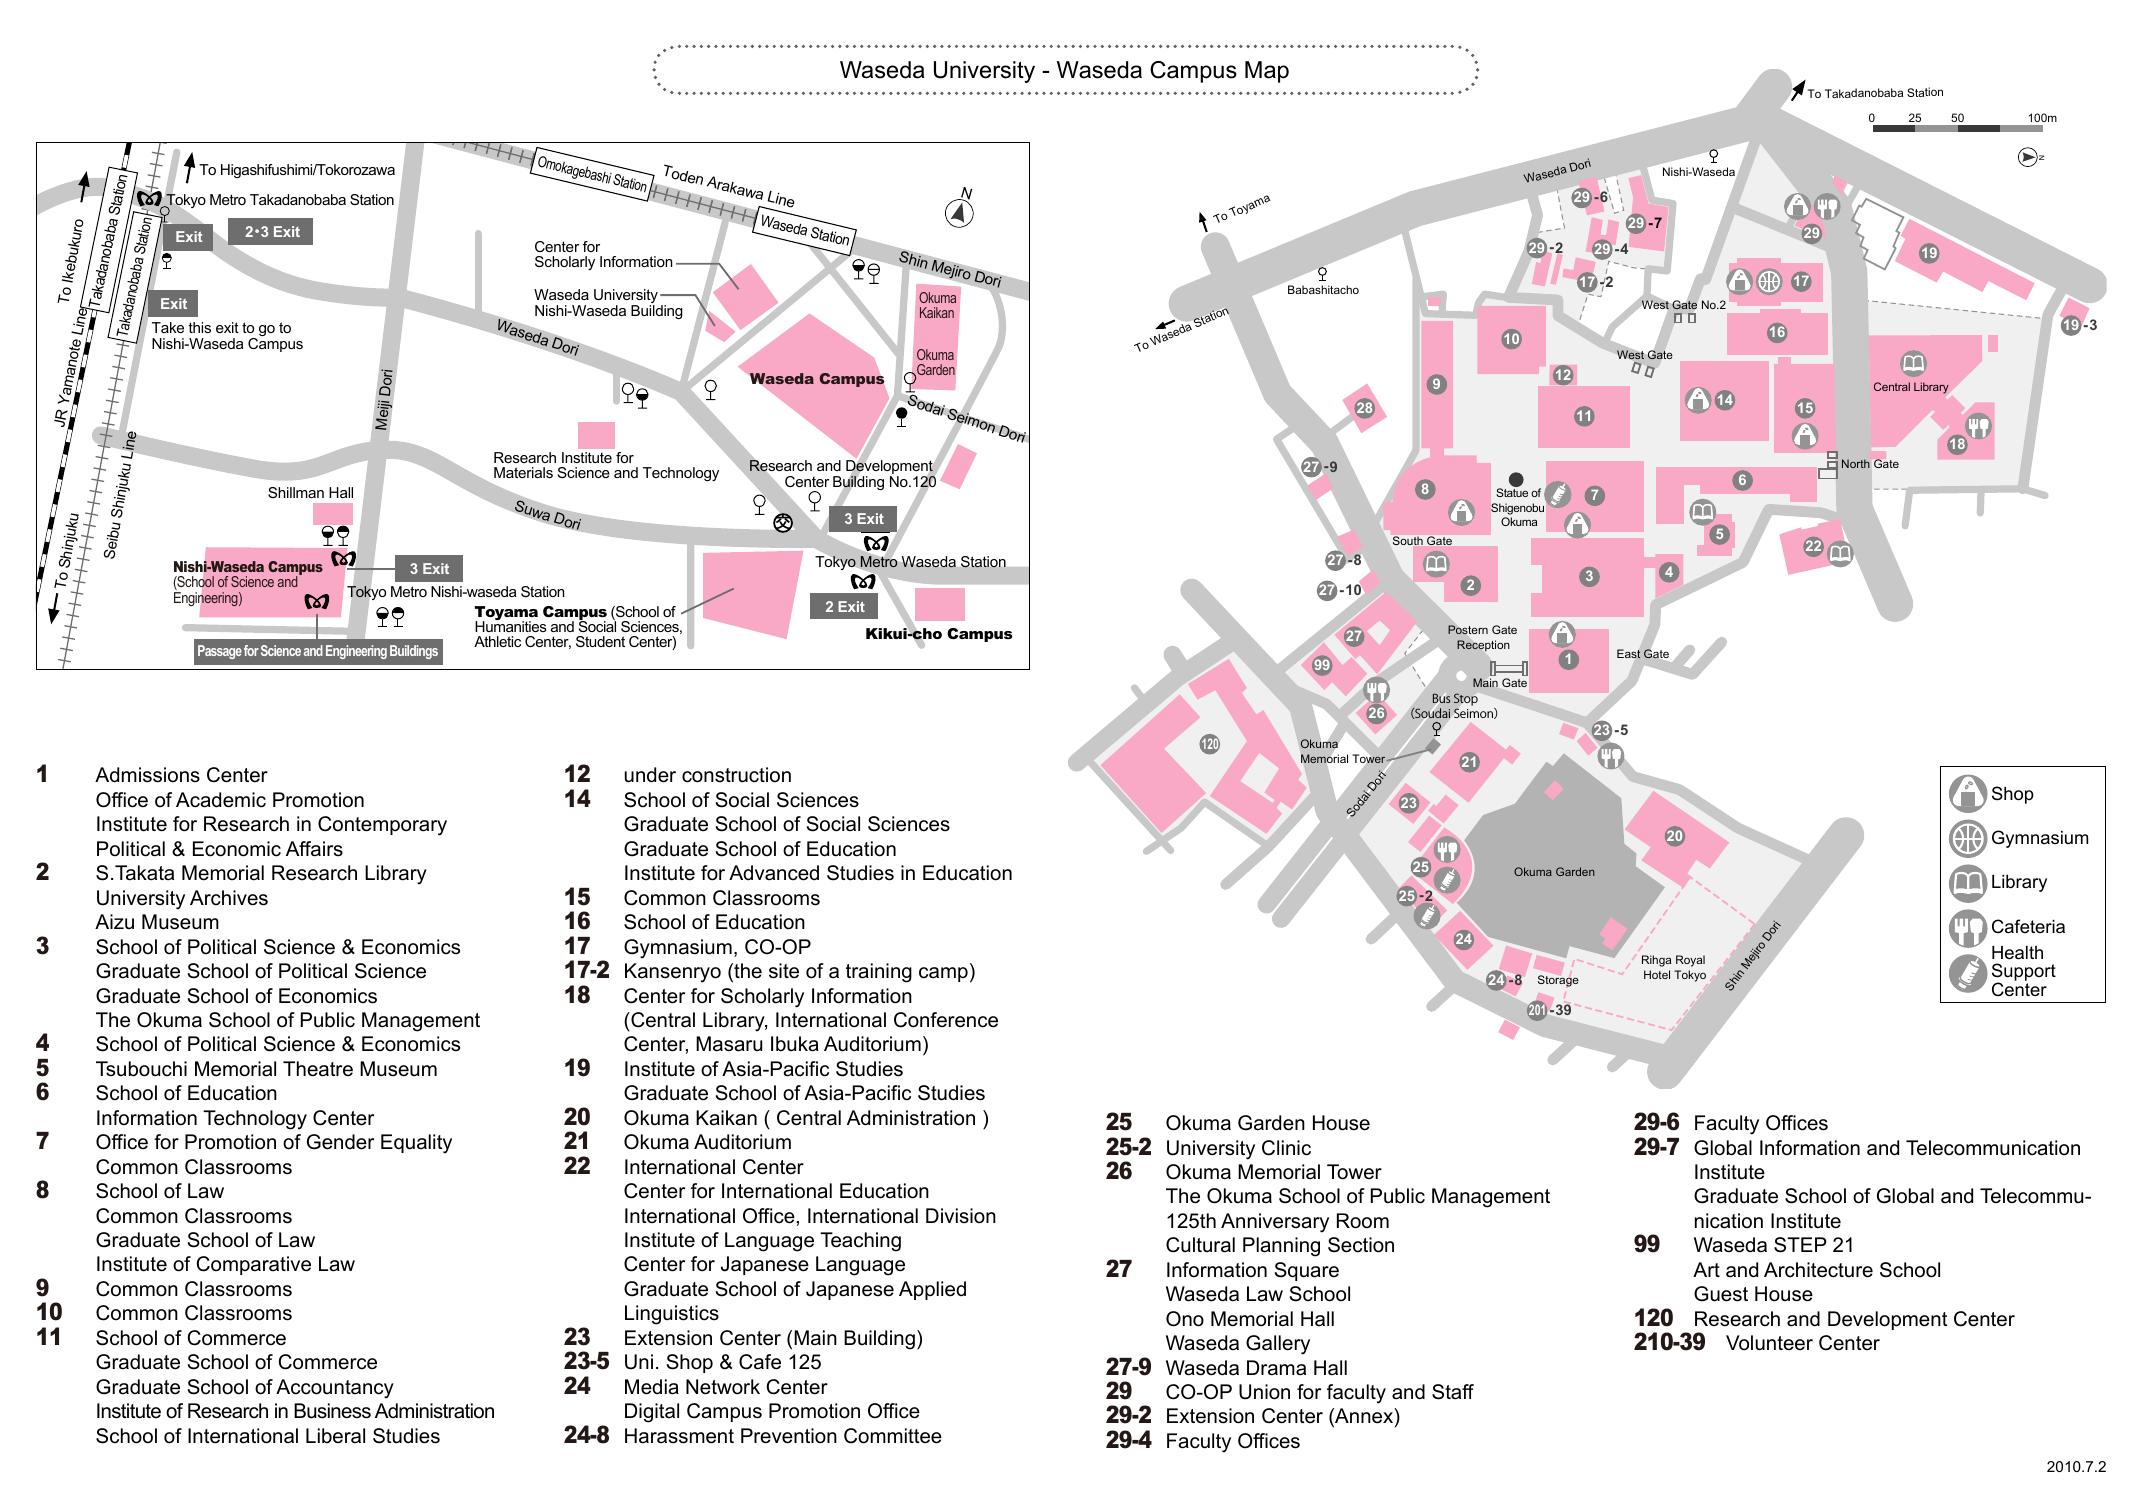 Waseda University - Waseda Campus Map
To Ikebukuro
Takadanobaba Station
Takadanobaba Station
To Higashifushimi/Tokorozawa
Tokyo Metro Takadanobaba Station
Exit
2・3 Exit
Exit
Take this exit to go to
Nishi-Waseda Campus
JR Yamanote Line
Seibu Shinjuku Line
To Shinjuku
Meiji Dori
Omokagebashi Station
Toden Arakawa Line
Waseda Station
N
Center for
Scholarly Information
Waseda University
Nishi-Waseda Building
Shin Mejiro Dori
Okuma
Kaikan
Okuma
Garden
Waseda Dori
Waseda Campus
Sodai Seimon Dori
Research Institute for
Materials Science and Technology
Research and Development
Center Building No.120
Shillman Hall
Suwa Dori
3 Exit
Nishi-Waseda Campus
(School of Science and
Engineering)
3 Exit
Tokyo Metro Nishi-waseda Station
Tokyo Metro Waseda Station
2 Exit
Toyama Campus (School of
Humanities and Social Sciences,
Athletic Center, Student Center)
Kikui-cho Campus
Passage for Science and Engineering Buildings
To Takadanobaba Station
0 25 50 100m
N
Waseda Dori
Nishi-Waseda
To Toyama
Babashitacho
To Waseda Station
29-6
29-7
29-2
29-4
17-2
29
19
19-3
West Gate No.2
17
16
10
West Gate
12
9
11
14
15
Central Library
18
28
27-9
8
Statue of
Shigenobu
Okuma
7
6
North Gate
5
22
South Gate
27-8
27-10
2
3
4
27
99
Postern Gate
Reception
1
East Gate
Main Gate
26
Bus Stop
(Soudai Seimon)
120
Okuma
Memorial Tower
Sodai Dori
21
23-5
23
20
25
25-2
Okuma Garden
24
24-8
Storage
201-39
Rihga Royal
Hotel Tokyo
Shin Mejiro Dori
Shop
Gymnasium
Library
Cafeteria
Health
Support
Center
1 Admissions Center
Office of Academic Promotion
Institute for Research in Contemporary
Political & Economic Affairs
2 S.Takata Memorial Research Library
University Archives
Aizu Museum
3 School of Political Science & Economics
Graduate School of Political Science
Graduate School of Economics
The Okuma School of Public Management
4 School of Political Science & Economics
5 Tsubouchi Memorial Theatre Museum
6 School of Education
Information Technology Center
7 Office for Promotion of Gender Equality
Common Classrooms
8 School of Law
Common Classrooms
Graduate School of Law
Institute of Comparative Law
9 Common Classrooms
10 Common Classrooms
11 School of Commerce
Graduate School of Commerce
Graduate School of Accountancy
Institute of Research in Business Administration
School of International Liberal Studies
12 under construction
14 School of Social Sciences
Graduate School of Social Sciences
Graduate School of Education
Institute for Advanced Studies in Education
15 Common Classrooms
16 School of Education
17 Gymnasium, CO-OP
17-2 Kansenryo (the site of a training camp)
18 Center for Scholarly Information
(Central Library, International Conference
Center, Masaru Ibuka Auditorium)
19 Institute of Asia-Pacific Studies
Graduate School of Asia-Pacific Studies
20 Okuma Kaikan ( Central Administration )
21 Okuma Auditorium
22 International Center
Center for International Education
International Office, International Division
Institute of Language Teaching
Center for Japanese Language
Graduate School of Japanese Applied
Linguistics
23 Extension Center (Main Building)
23-5 Uni. Shop & Cafe 125
24 Media Network Center
Digital Campus Promotion Office
24-8 Harassment Prevention Committee
25 Okuma Garden House
25-2 University Clinic
26 Okuma Memorial Tower
The Okuma School of Public Management
125th Anniversary Room
Cultural Planning Section
27 Information Square
Waseda Law School
Ono Memorial Hall
Waseda Gallery
27-9 Waseda Drama Hall
29 CO-OP Union for faculty and Staff
29-2 Extension Center (Annex)
29-4 Faculty Offices
29-6 Faculty Offices
29-7 Global Information and Telecommunication
Institute
Graduate School of Global and Telecommu-
nication Institute
99 Waseda STEP 21
Art and Architecture School
Guest House
120 Research and Development Center
210-39 Volunteer Center
2010.7.2